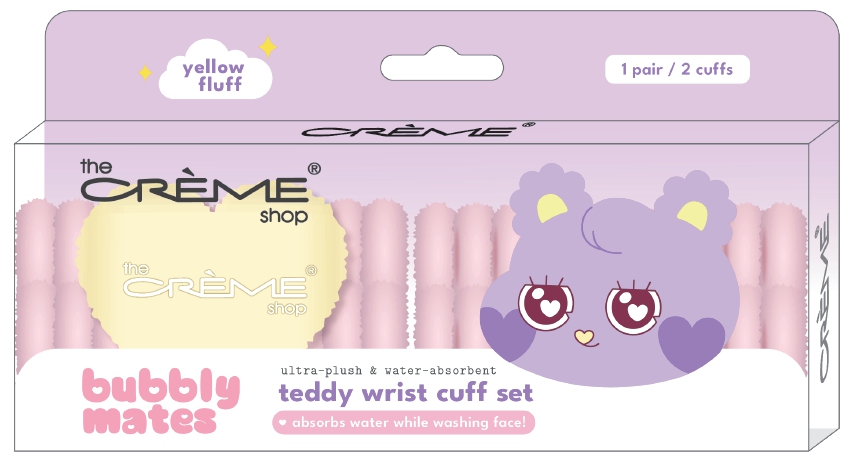 yellow
fluff
1 pair / 2 cuffs
CRÈME®
the
CRÈME®
shop
the
CRÈME®
shop
CRÈME
bubbly
mates
ultra-plush & water-absorbent
teddy wrist cuff set
absorbs water while washing face!